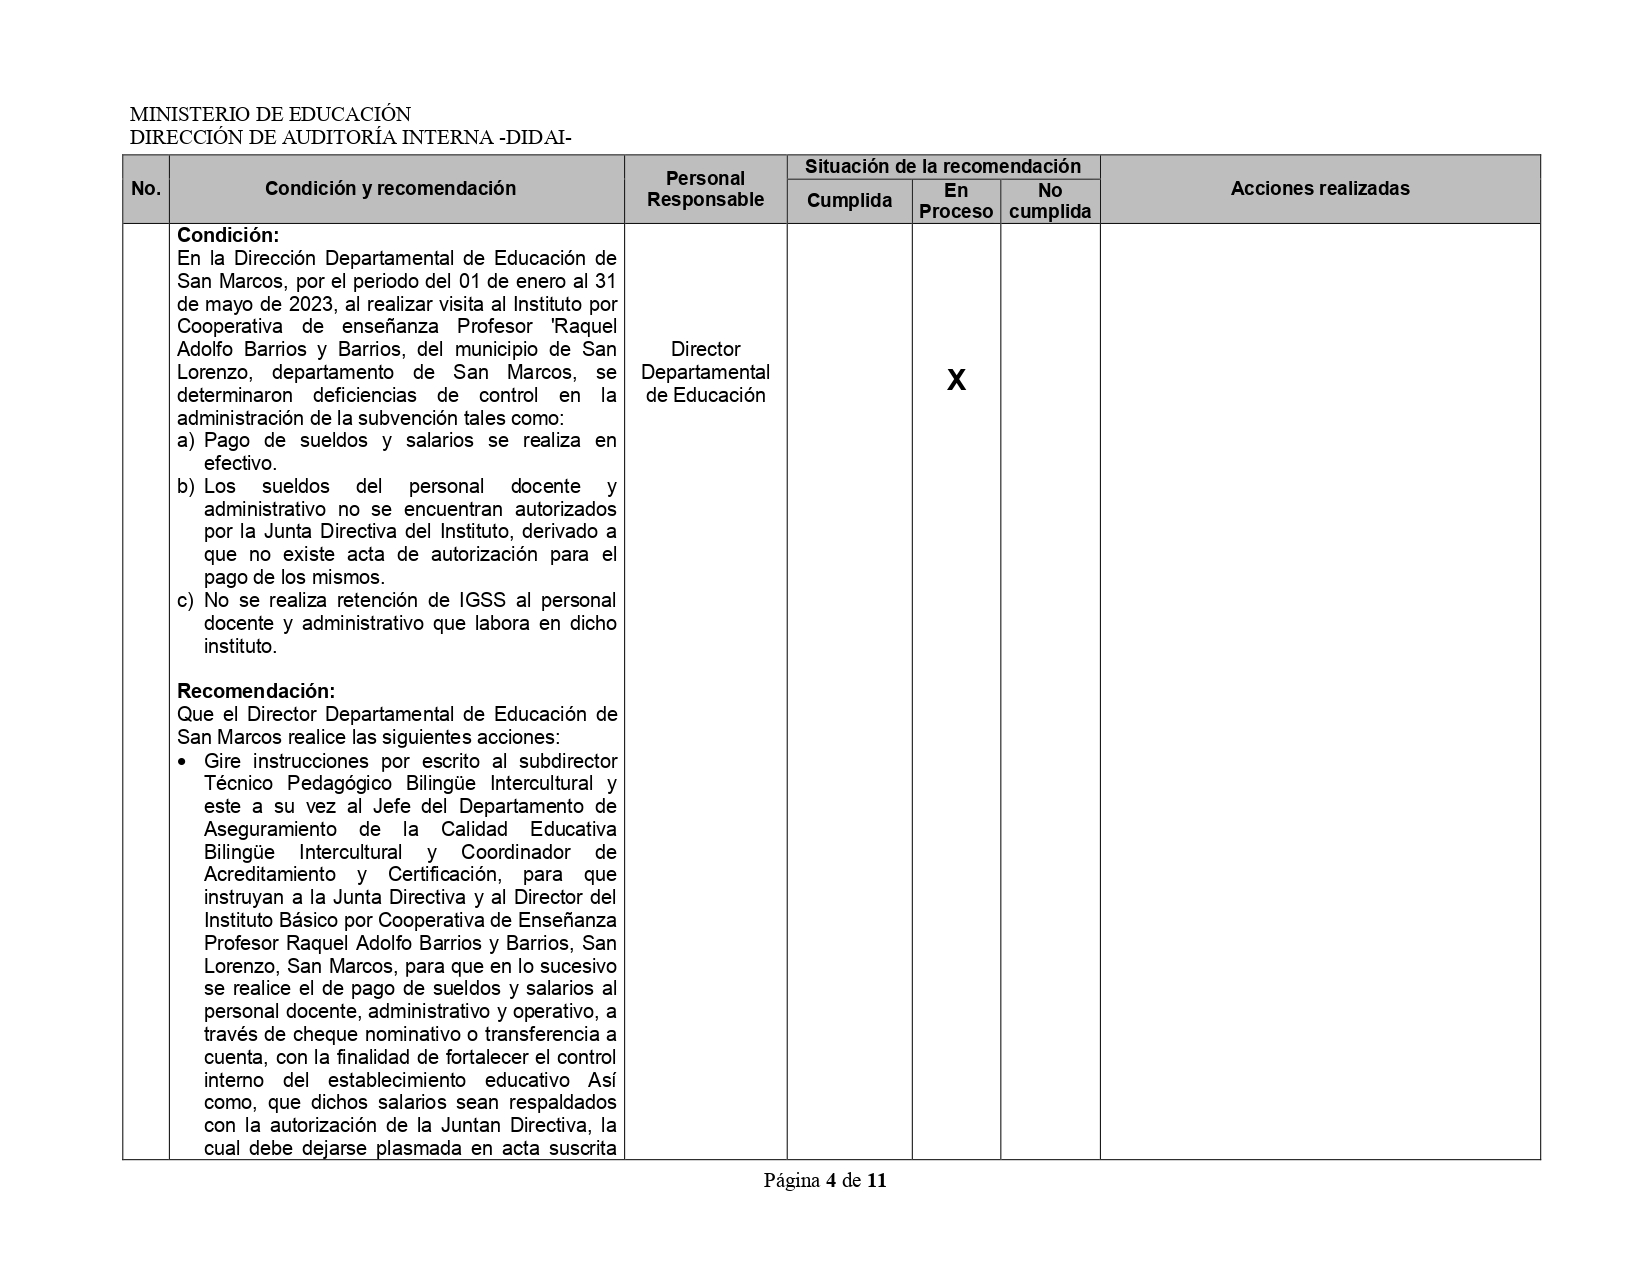 MINISTERIO DE EDUCACIÓN
DIRECCIÓN DE AUDITORÍA INTERNA -DIDAI-
No.
Condición y recomendación
Personal
Responsable
Situación de la recomendación
Cumplida
En
Proceso
No
cumplida
Acciones realizadas
Condición:
En la Dirección Departamental de Educación de
San Marcos, por el periodo del 01 de enero al 31
de mayo de 2023, al realizar visita al Instituto por
Cooperativa de enseñanza Profesor 'Raquel
Adolfo Barrios y Barrios, del municipio de San
Lorenzo, departamento de San Marcos, se
determinaron deficiencias de control en la
administración de la subvención tales como:
a) Pago de sueldos y salarios se realiza en
efectivo.
b) Los sueldos del personal docente y
administrativo no se encuentran autorizados
por la Junta Directiva del Instituto, derivado a
que no existe acta de autorización para el
pago de los mismos.
c) No se realiza retención de IGSS al personal
docente y administrativo que labora en dicho
instituto.
Recomendación:
Que el Director Departamental de Educación de
San Marcos realice las siguientes acciones:
• Gire instrucciones por escrito al subdirector
Técnico Pedagógico Bilingüe Intercultural y
este a su vez al Jefe del Departamento de
Aseguramiento de la Calidad Educativa
Bilingüe Intercultural y Coordinador de
Acreditamiento y Certificación, para que
instruyan a la Junta Directiva y al Director del
Instituto Básico por Cooperativa de Enseñanza
Profesor Raquel Adolfo Barrios y Barrios, San
Lorenzo, San Marcos, para que en lo sucesivo
se realice el de pago de sueldos y salarios al
personal docente, administrativo y operativo, a
través de cheque nominativo o transferencia a
cuenta, con la finalidad de fortalecer el control
interno del establecimiento educativo Así
como, que dichos salarios sean respaldados
con la autorización de la Juntan Directiva, la
cual debe dejarse plasmada en acta suscrita
Director
Departamental
de Educación
X
Página 4 de 11